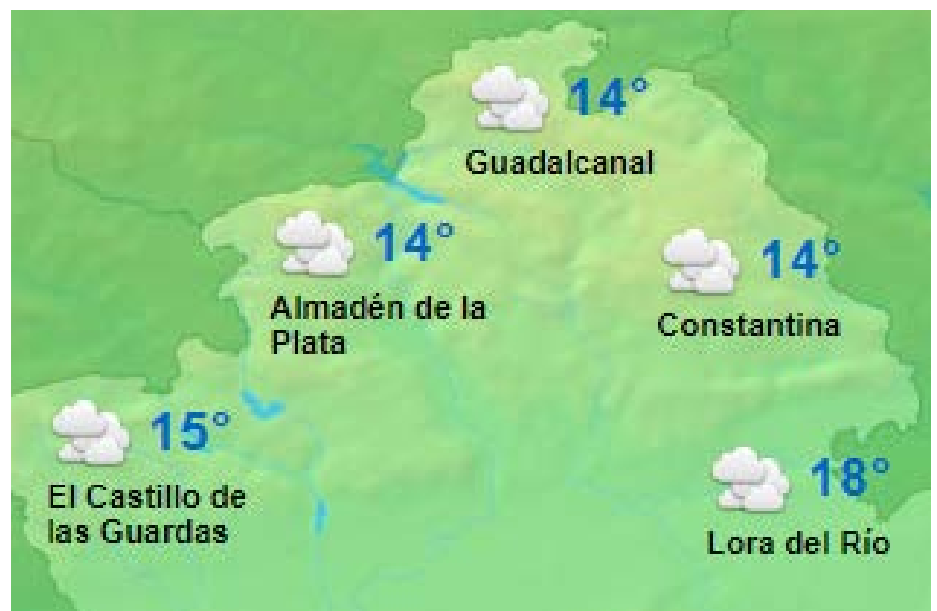 14°
Guadalcanal
14°
Almadén de la
Plata
14°
Constantina
15°
El Castillo de
las Guardas
18°
Lora del Río